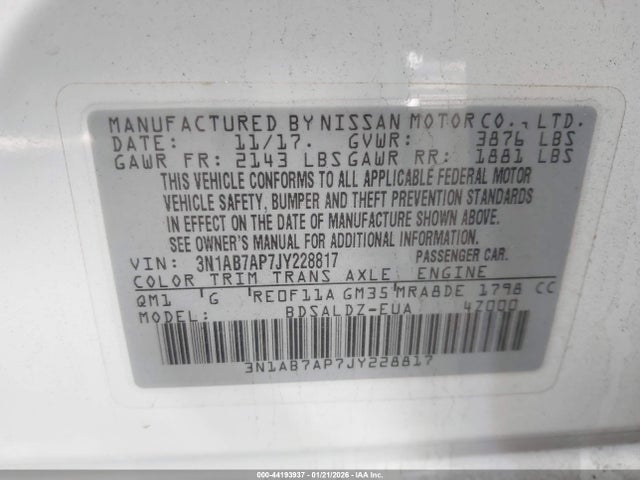 MANUFACTURED BY NISSAN MOTOR CO., LTD.
DATE: 11/17. GVWR: 3876 LBS
GAWR FR: 2143 LBS GAWR RR: 1881 LBS
THIS VEHICLE CONFORMS TO ALL APPLICABLE FEDERAL MOTOR
VEHICLE SAFETY, BUMPER AND THEFT PREVENTION STANDARDS
IN EFFECT ON THE DATE OF MANUFACTURE SHOWN ABOVE.
SEE OWNER'S MANUAL FOR ADDITIONAL INFORMATION
VIN: 3N1AB7AP7JY228817 PASSENGER CAR.
COLOR TRIM TRANS AXLE ENGINE
QM1 G RE0F11A GM35 MRA8DE 1798 CC
MODEL: BDSALDZ-EUA 4Z000
3N1AB7AP7JY228817
000-44193937 - 01/21/2026 - IAA Corp.